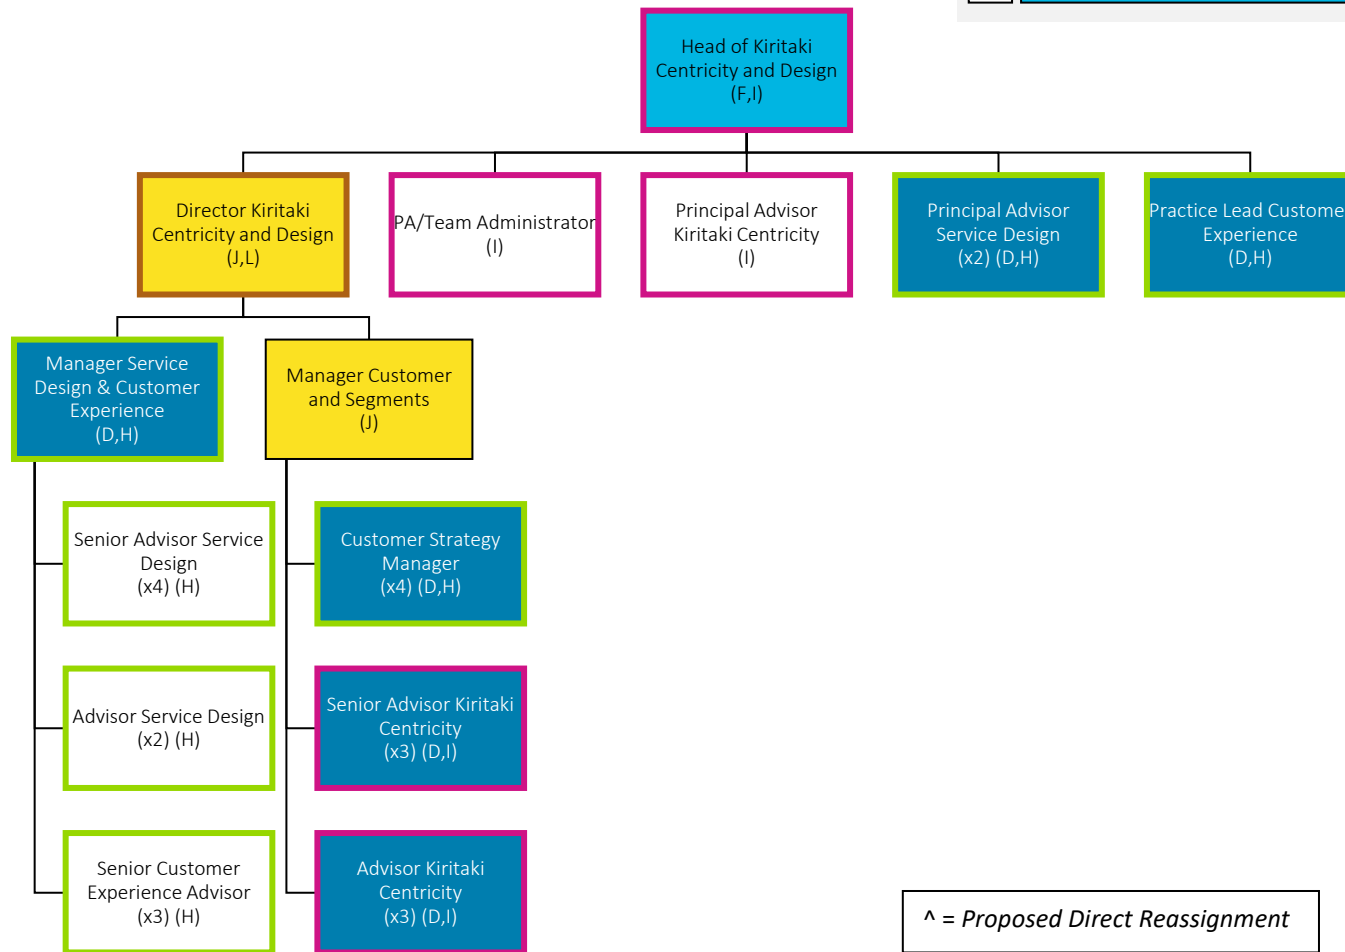 Head of Kiritaki
Centricity and Design
(F,I)
Director Kiritaki
Centricity and Design
(J,L)
PA/Team Administrator
(I)
Principal Advisor
Kiritaki Centricity
(I)
Principal Advisor
Service Design
(x2) (D,H)
Practice Lead Custome
Experience
(D,H)
Manager Service
Design & Customer
Experience
(D,H)
Manager Customer
and Segments
(J)
Senior Advisor Service
Design
(x4) (H)
Customer Strategy
Manager
(x4) (D,H)
Advisor Service Design
(x2) (H)
Senior Advisor Kiritaki
Centricity
(x3) (D,I)
Senior Customer
Experience Advisor
(x3) (H)
Advisor Kiritaki
Centricity
(x3) (D,I)
^ = Proposed Direct Reassignment